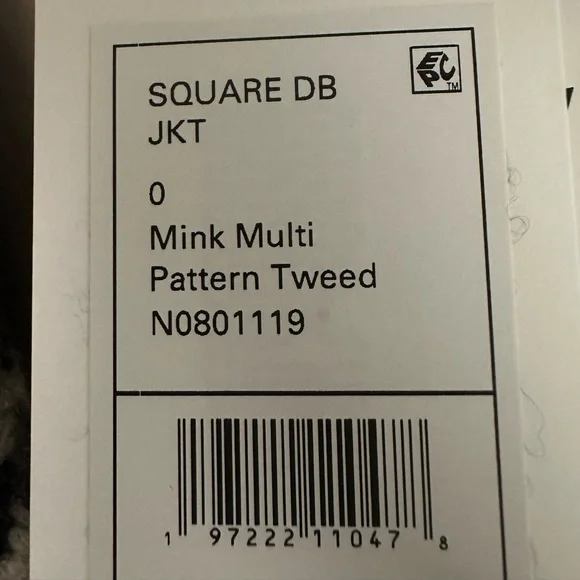 EPC
TM
SQUARE DB
JKT
0
Mink Multi
Pattern Tweed
N0801119
1 97222 11047 8